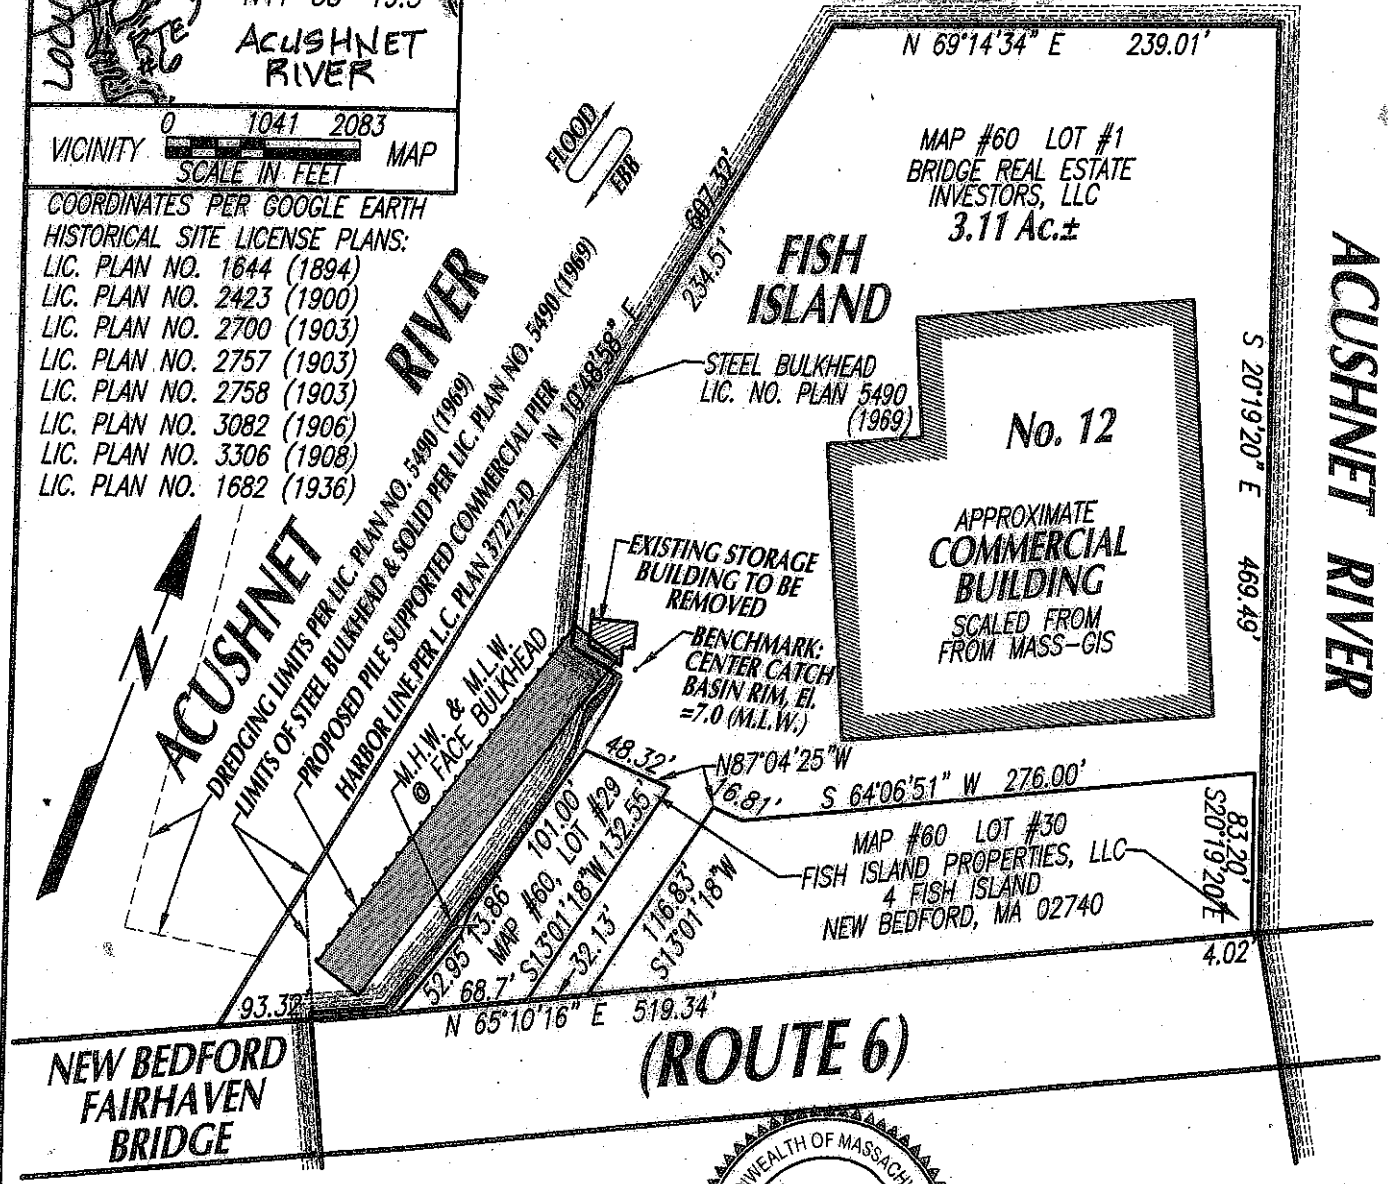 LOCU
RTE
#6
N41° 38' 19.5"
ACUSHNET
RIVER
0 1041 2083
VICINITY MAP
SCALE IN FEET
COORDINATES PER GOOGLE EARTH
HISTORICAL SITE LICENSE PLANS:
LIC. PLAN NO. 1644 (1894)
LIC. PLAN NO. 2423 (1900)
LIC. PLAN NO. 2700 (1903)
LIC. PLAN NO. 2757 (1903)
LIC. PLAN NO. 2758 (1903)
LIC. PLAN NO. 3082 (1906)
LIC. PLAN NO. 3306 (1908)
LIC. PLAN NO. 1682 (1936)
N
ACUSHNET RIVER
FLOOD
EBB
DREDGING LIMITS PER LIC. PLAN NO. 5490 (1969)
LIMITS OF STEEL BULKHEAD & SOLID PER LIC. PLAN NO. 5490 (1969)
PROPOSED PILE SUPPORTED COMMERCIAL PIER
HARBOR LINE PER L.C. PLAN 37272-D
N 19°48'58" E
607.32'
234.51'
M.H.W. & M.L.W.
@ FACE BULKHEAD
N 69°14'34" E 239.01'
MAP #60 LOT #1
BRIDGE REAL ESTATE
INVESTORS, LLC
3.11 Ac.±
FISH
ISLAND
STEEL BULKHEAD
LIC. NO. PLAN 5490
(1969)
No. 12
APPROXIMATE
COMMERCIAL
BUILDING
SCALED FROM
FROM MASS-GIS
S 20°19'20" E 469.49'
ACUSHNET RIVER
EXISTING STORAGE
BUILDING TO BE
REMOVED
BENCHMARK:
CENTER CATCH
BASIN RIM, El.
=7.0 (M.L.W.)
48.32'
N87°04'25"W
16.81'
S 64°06'51" W 276.00'
MAP #60 LOT #30
FISH ISLAND PROPERTIES, LLC
4 FISH ISLAND
NEW BEDFORD, MA 02740
83.20'
S20°19'20"E
4.02'
101.00'
13.86'
52.95'
MAP #60, LOT #29
S13°01'18"W 132.55'
68.7'
32.13'
116.83'
S13°01'18"W
93.32'
N 65°10'16" E 519.34'
(ROUTE 6)
NEW BEDFORD
FAIRHAVEN
BRIDGE
WEALTH OF MASSACH